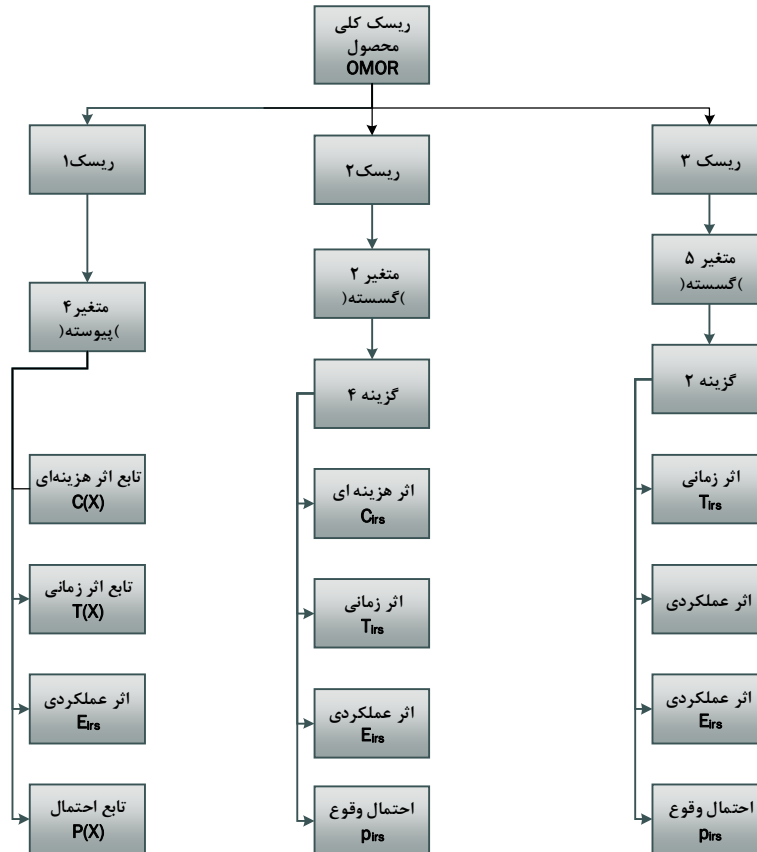 ریسک کلی
محصول
OMOR
ریسک۱
ریسک۲
ریسک ۳
متغیر۴
)پیوسته(
متغیر ۲
)گسسته(
متغیر ۵
)گسسته(
گزینه ۴
گزینه ۲
تابع اثر هزینه‌ای
C(X)
تابع اثر زمانی
T(X)
اثر عملکردی
Eirs
تابع احتمال
P(X)
اثر هزینه ای
Cirs
اثر زمانی
Tirs
اثر عملکردی
Eirs
احتمال وقوع
pirs
اثر زمانی
Tirs
اثر عملکردی
اثر عملکردی
Eirs
احتمال وقوع
pirs